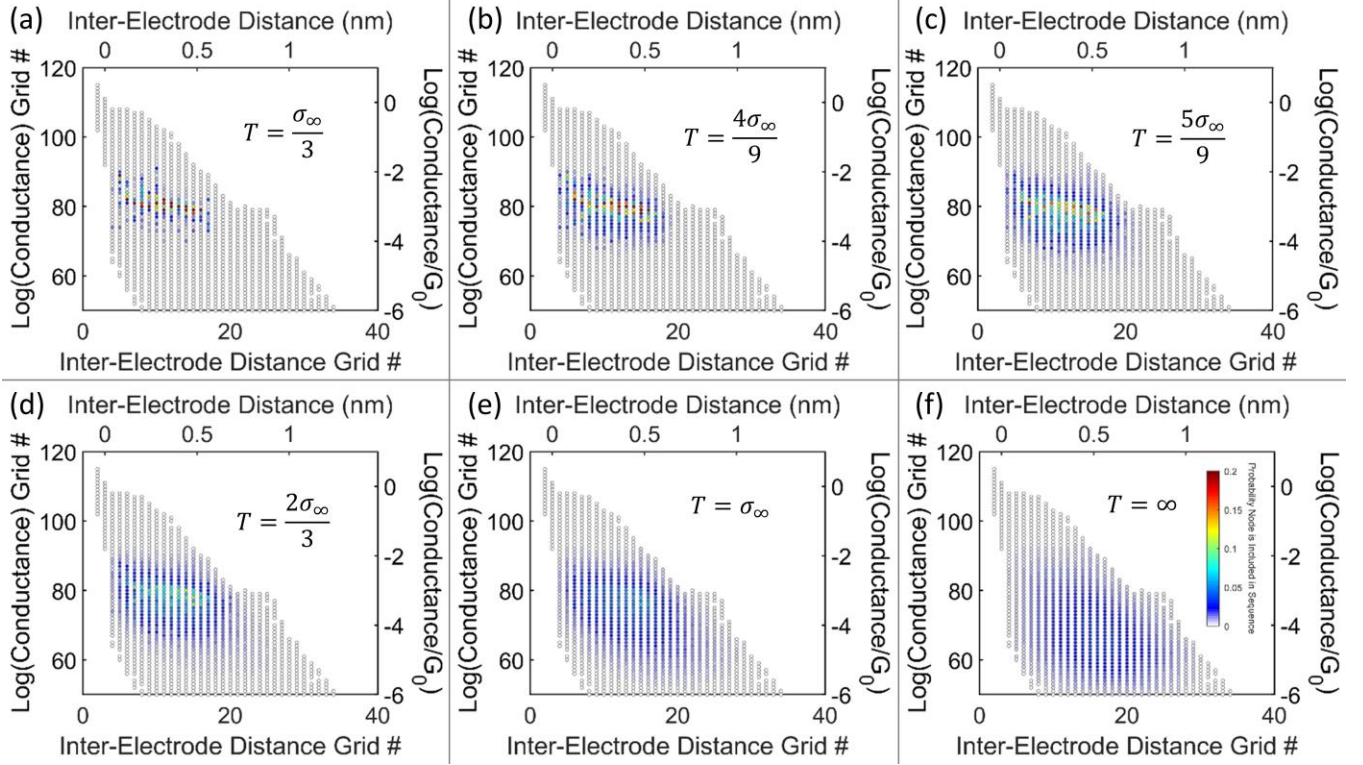 (a) Inter-Electrode Distance (nm)
0 0.5 1
Log(Conductance) Grid #
120
100
80
60
T = σ∞/3
0
-2
-4
-6
Log(Conductance/G0)
0 20 40
Inter-Electrode Distance Grid #
(b) Inter-Electrode Distance (nm)
0 0.5 1
Log(Conductance) Grid #
120
100
80
60
T = 4σ∞/9
0
-2
-4
-6
Log(Conductance/G0)
0 20 40
Inter-Electrode Distance Grid #
(c) Inter-Electrode Distance (nm)
0 0.5 1
Log(Conductance) Grid #
120
100
80
60
T = 5σ∞/9
0
-2
-4
-6
Log(Conductance/G0)
0 20 40
Inter-Electrode Distance Grid #
(d) Inter-Electrode Distance (nm)
0 0.5 1
Log(Conductance) Grid #
120
100
80
60
T = 2σ∞/3
0
-2
-4
-6
Log(Conductance/G0)
0 20 40
Inter-Electrode Distance Grid #
(e) Inter-Electrode Distance (nm)
0 0.5 1
Log(Conductance) Grid #
120
100
80
60
T = σ∞
0
-2
-4
-6
Log(Conductance/G0)
0 20 40
Inter-Electrode Distance Grid #
(f) Inter-Electrode Distance (nm)
0 0.5 1
Log(Conductance) Grid #
120
100
80
60
T = ∞
0.2
0.15
0.1
0.05
0
Probability Node is Included in Sequence
0
-2
-4
-6
Log(Conductance/G0)
0 20 40
Inter-Electrode Distance Grid #